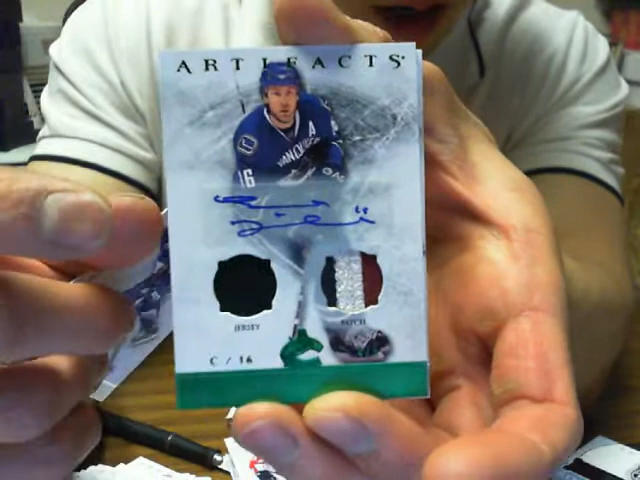 ARTIFACTS
A
VANCOUVER
16
JERSEY
PATCH
C / 16